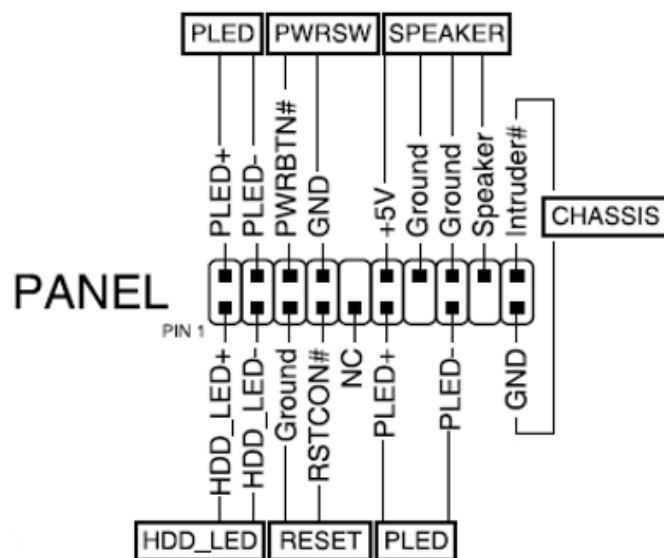 PLED PWRSW SPEAKER
PLED+
PLED-
PWRBTN#
GND
+5V
Ground
Ground
Speaker
Intruder#
CHASSIS
PANEL
PIN 1
HDD_LED+
HDD_LED-
Ground
RSTCON#
NC
PLED+
PLED-
GND
HDD_LED RESET PLED